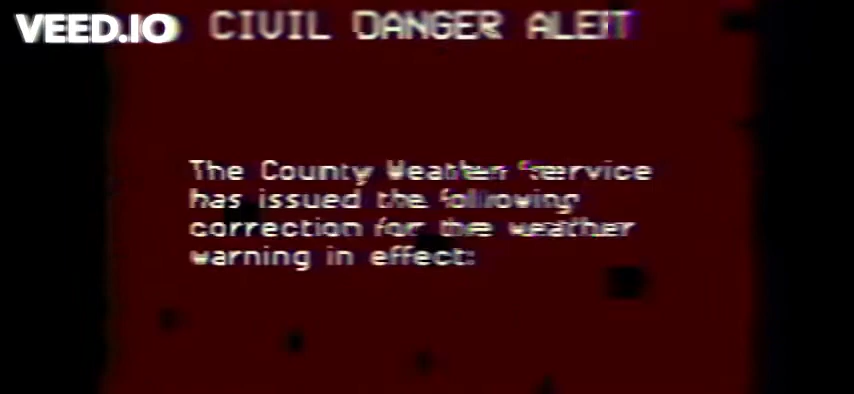 VEED.IO
CIVIL DANGER ALERT
The County Weather Service
has issued the following
correction for the weather
warning in effect: